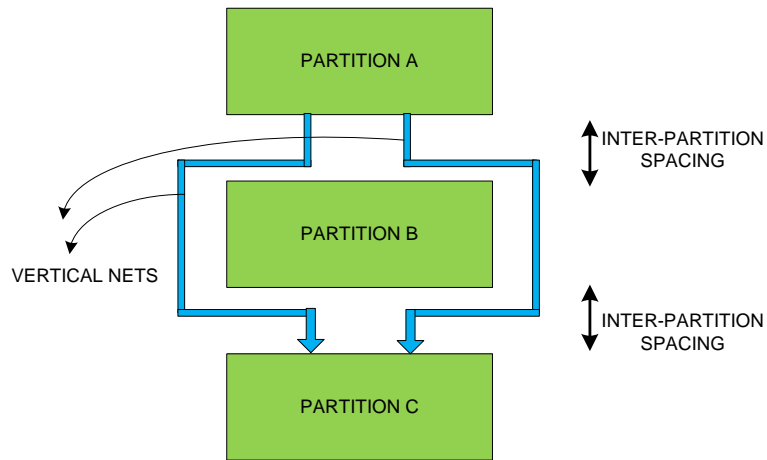 PARTITION A
INTER-PARTITION
SPACING
PARTITION B
VERTICAL NETS
INTER-PARTITION
SPACING
PARTITION C